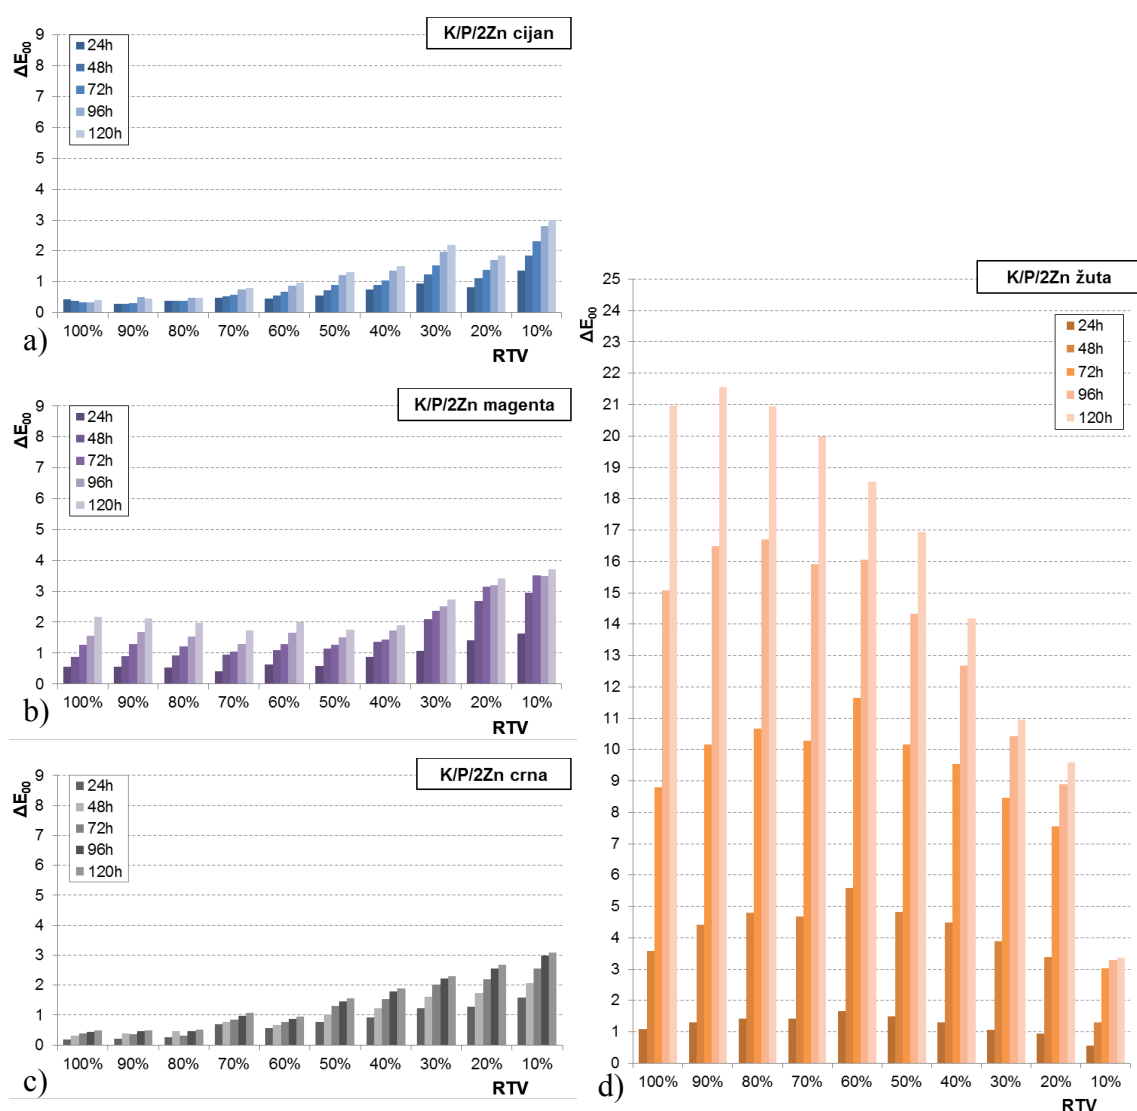 K/P/2Zn cijan
ΔE00
9
8
7
6
5
4
3
2
1
0
24h
48h
72h
96h
120h
100% 90% 80% 70% 60% 50% 40% 30% 20% 10%
RTV
a)
K/P/2Zn magenta
ΔE00
9
8
7
6
5
4
3
2
1
0
24h
48h
72h
96h
120h
100% 90% 80% 70% 60% 50% 40% 30% 20% 10%
RTV
b)
K/P/2Zn crna
ΔE00
9
8
7
6
5
4
3
2
1
0
24h
48h
72h
96h
120h
100% 90% 80% 70% 60% 50% 40% 30% 20% 10%
RTV
c)
K/P/2Zn žuta
ΔE00
25
24
23
22
21
20
19
18
17
16
15
14
13
12
11
10
9
8
7
6
5
4
3
2
1
0
24h
48h
72h
96h
120h
100% 90% 80% 70% 60% 50% 40% 30% 20% 10%
RTV
d)